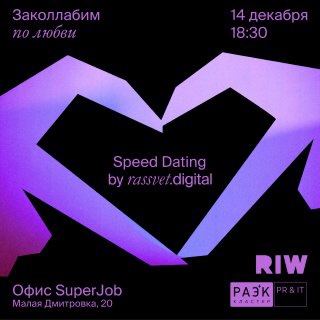 Заколлабим
по любви
14 декабря
18:30
Speed Dating
by rassvet.digital
RIW
РАЭК
КЛАСТЕР
PR & IT
Офис SuperJob
Малая Дмитровка, 20